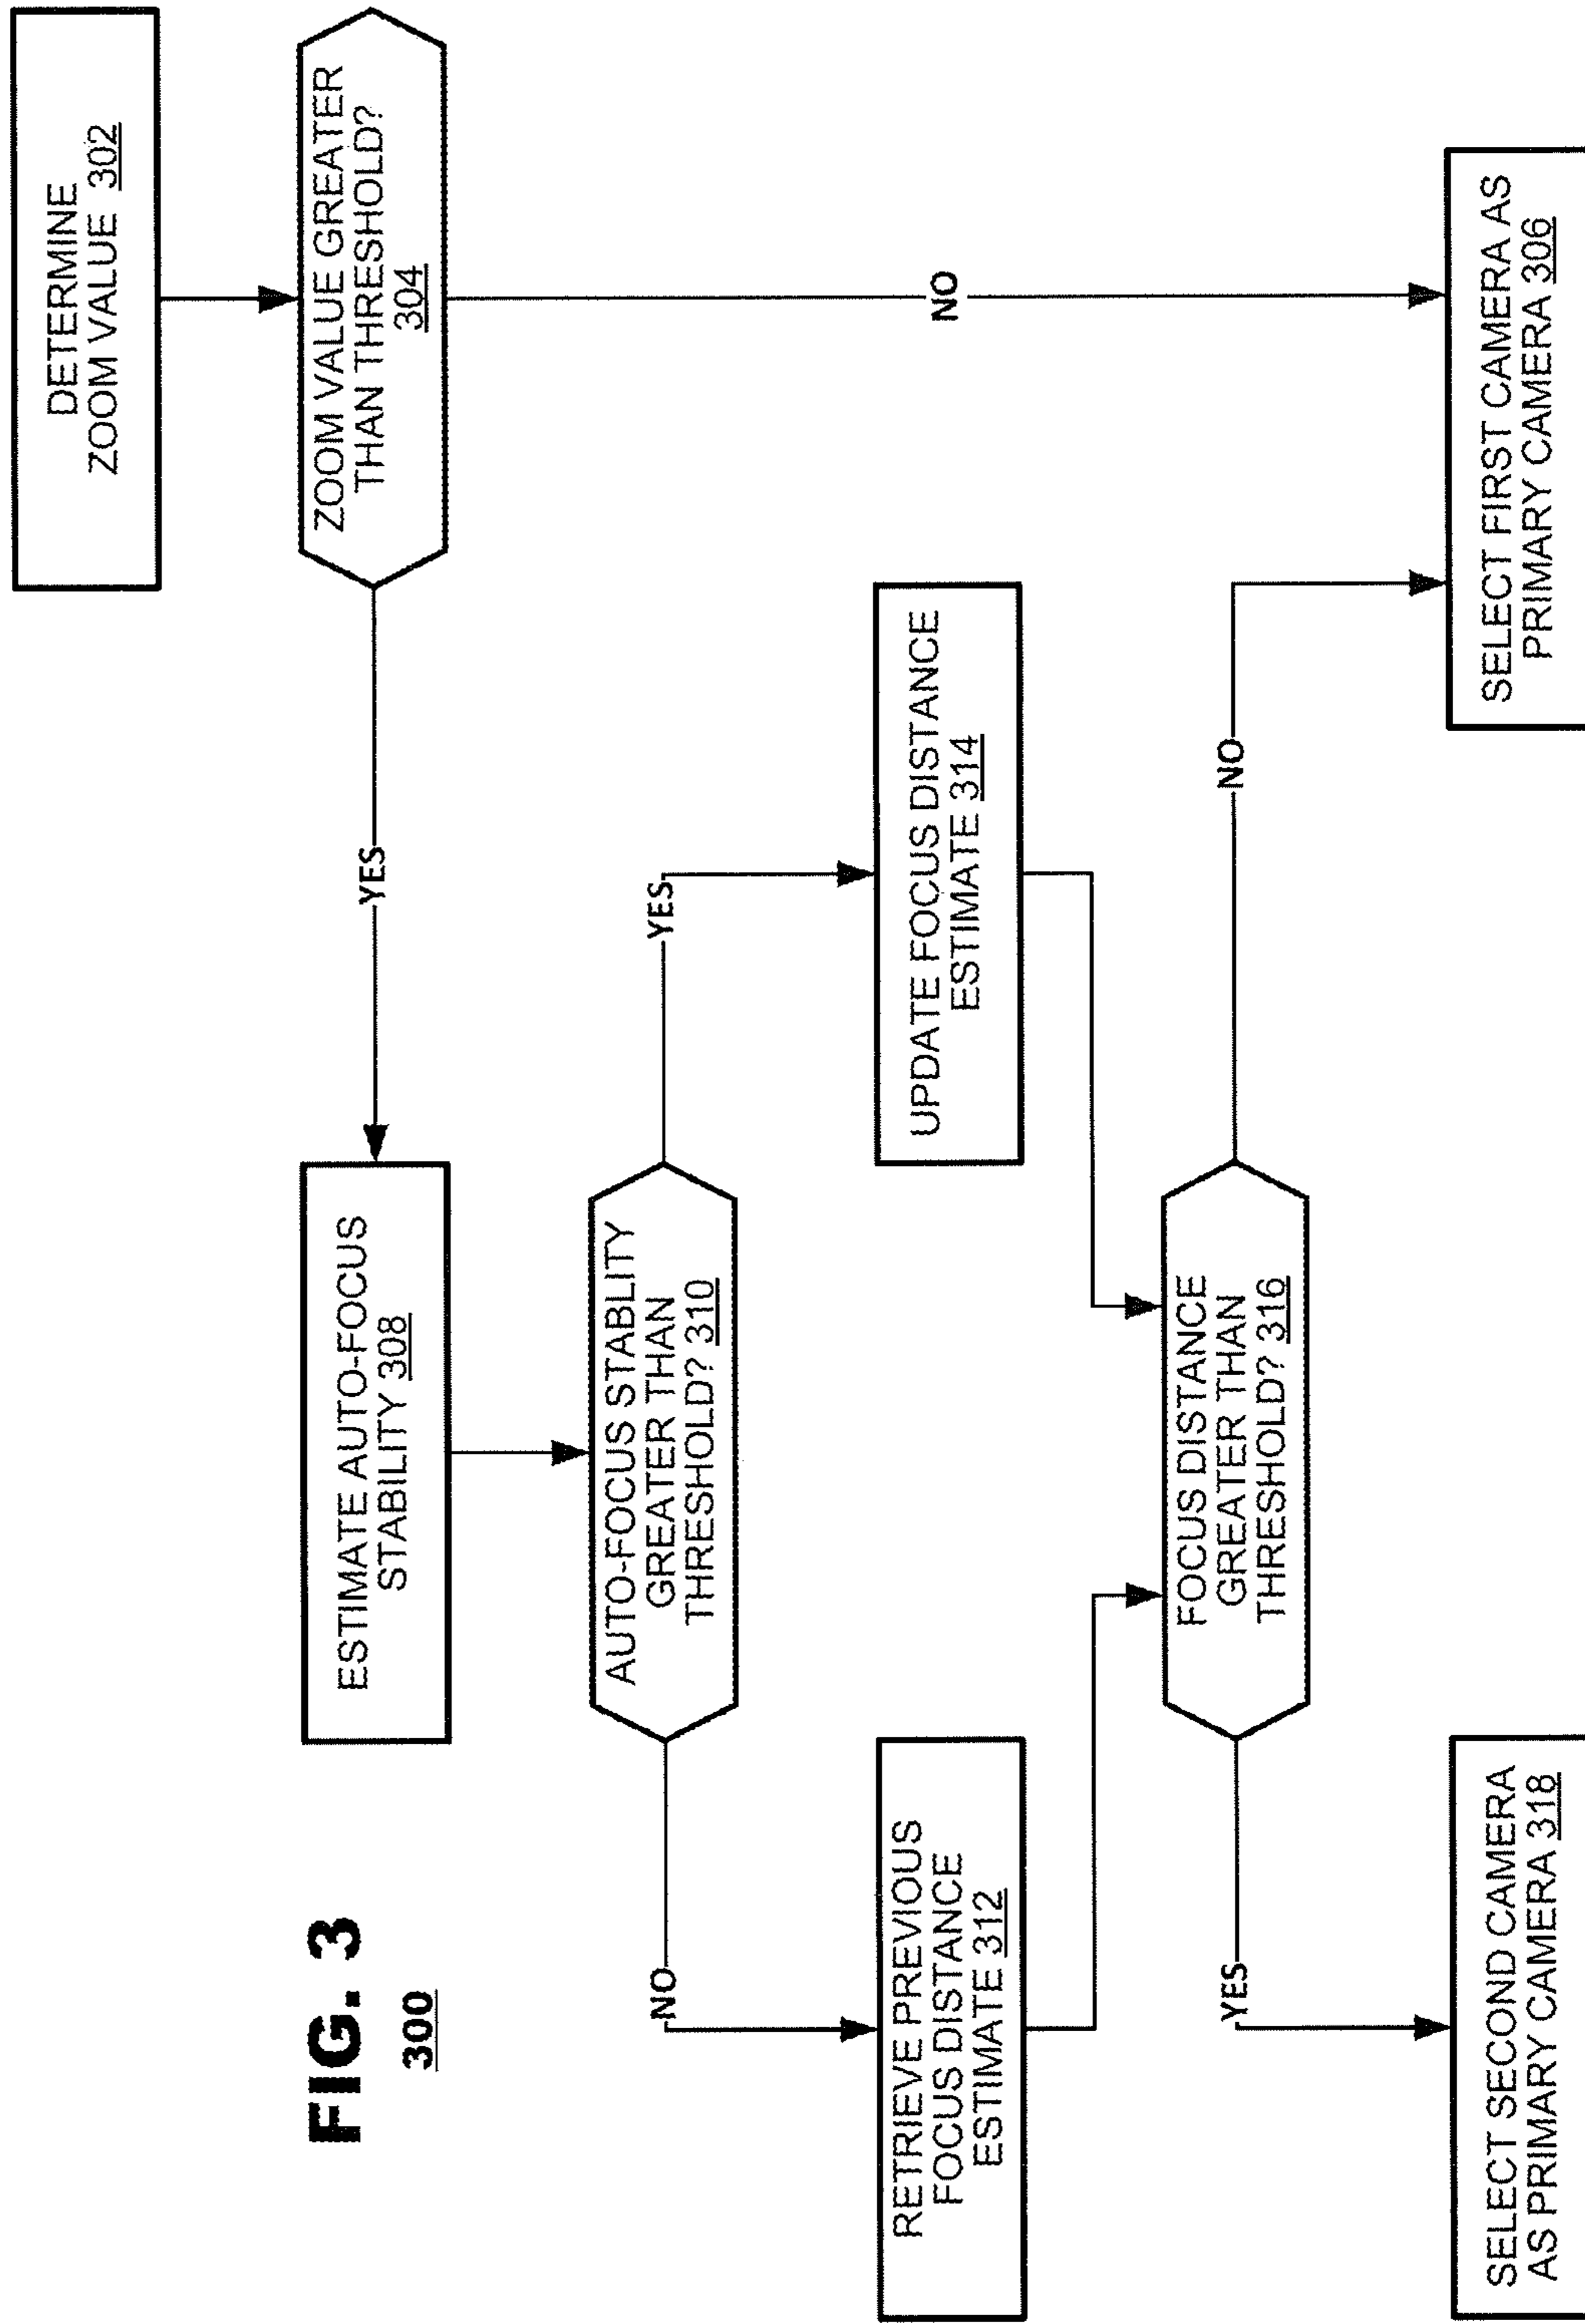 FIG. 3
300
DETERMINE
ZOOM VALUE 302
ZOOM VALUE GREATER
THAN THRESHOLD?
304
YES
NO
ESTIMATE AUTO-FOCUS
STABILITY 308
AUTO-FOCUS STABLITY
GREATER THAN
THRESHOLD? 310
NO
YES
RETRIEVE PREVIOUS
FOCUS DISTANCE
ESTIMATE 312
UPDATE FOCUS DISTANCE
ESTIMATE 314
FOCUS DISTANCE
GREATER THAN
THRESHOLD? 316
YES
NO
SELECT SECOND CAMERA
AS PRIMARY CAMERA 318
SELECT FIRST CAMERA AS
PRIMARY CAMERA 306